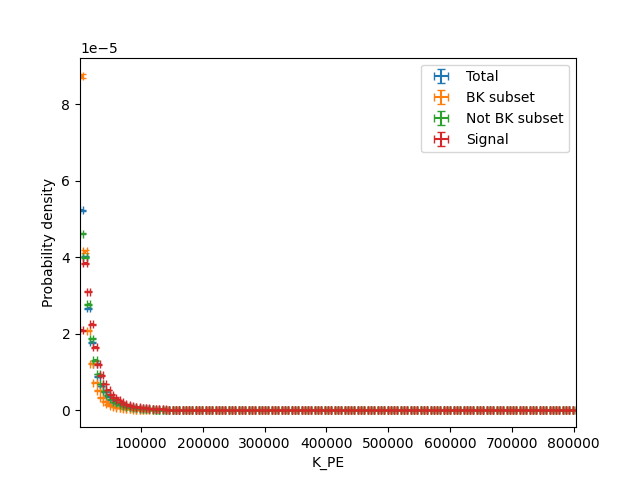 1e−5
Total
BK subset
Not BK subset
Signal
8
6
4
2
0
Probability density
100000 200000 300000 400000 500000 600000 700000 800000
K_PE